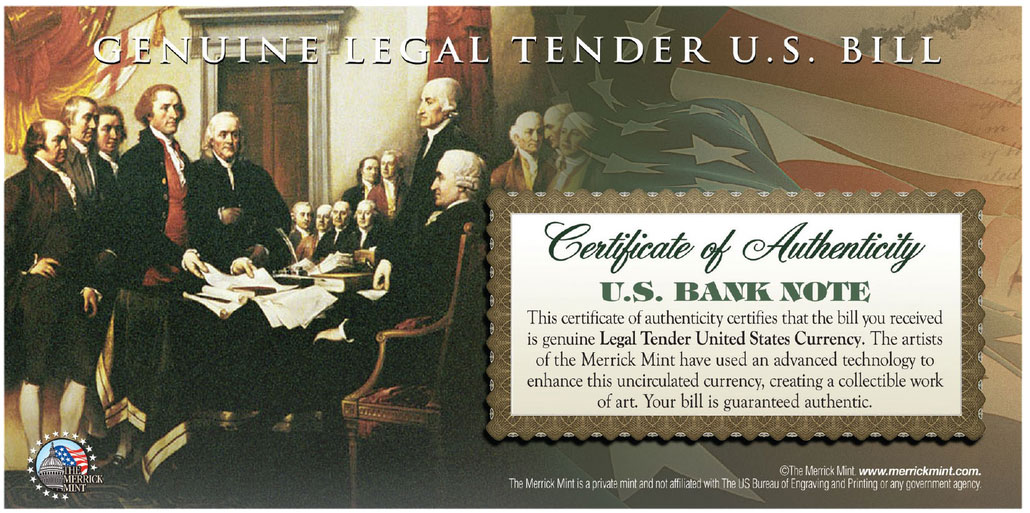 GENUINE LEGAL TENDER U.S. BILL
Certificate of Authenticity
U.S. BANK NOTE
This certificate of authenticity certifies that the bill you received
is genuine Legal Tender United States Currency. The artists
of the Merrick Mint have used an advanced technology to
enhance this uncirculated currency, creating a collectible work
of art. Your bill is guaranteed authentic.
THE
MERRICK
MINT
©The Merrick Mint. www.merrickmint.com.
The Merrick Mint is a private mint and not affiliated with The US Bureau of Engraving and Printing or any government agency.